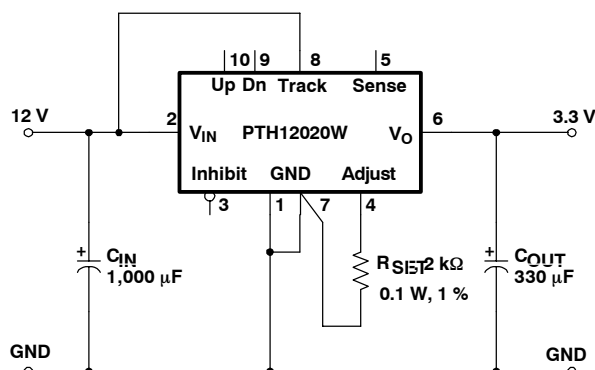 10 9 8 5
Up Dn Track Sense
12 V 2 VIN PTH12020W VO 6 3.3 V
Inhibit GND Adjust
3 1 7 4
+ CIN
1,000 µF
RSET 2 kΩ
0.1 W, 1 %
+ COUT
330 µF
GND GND